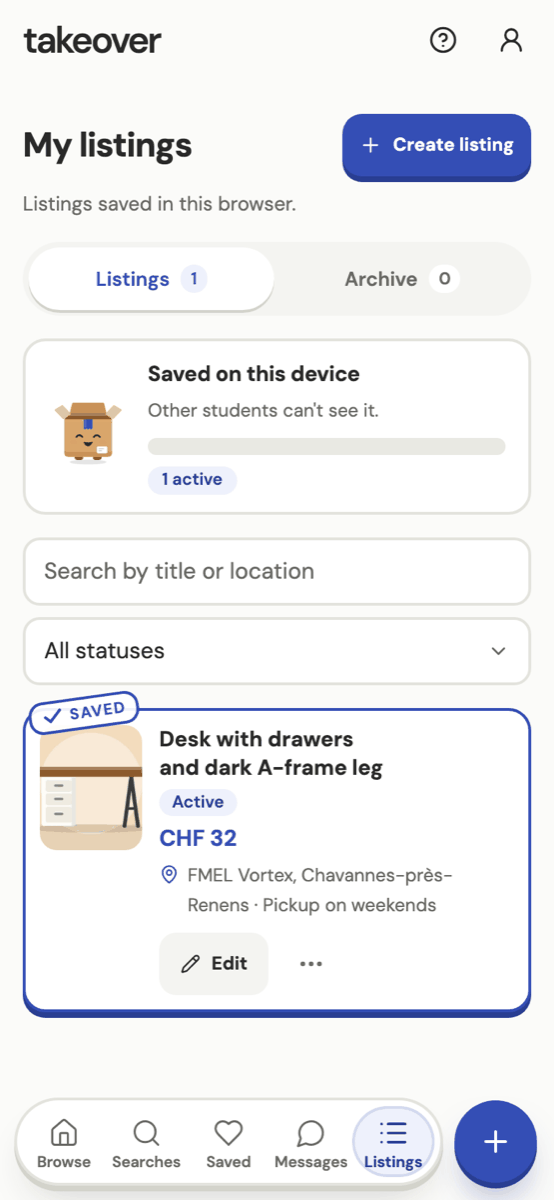 takeover
My listings
+ Create listing
Listings saved in this browser.
Listings 1
Archive 0
Saved on this device
Other students can't see it.
1 active
Search by title or location
All statuses
SAVED
Desk with drawers
and dark A-frame leg
Active
CHF 32
FMEL Vortex, Chavannes-près-
Renens · Pickup on weekends
Edit
Browse
Searches
Saved
Messages
Listings